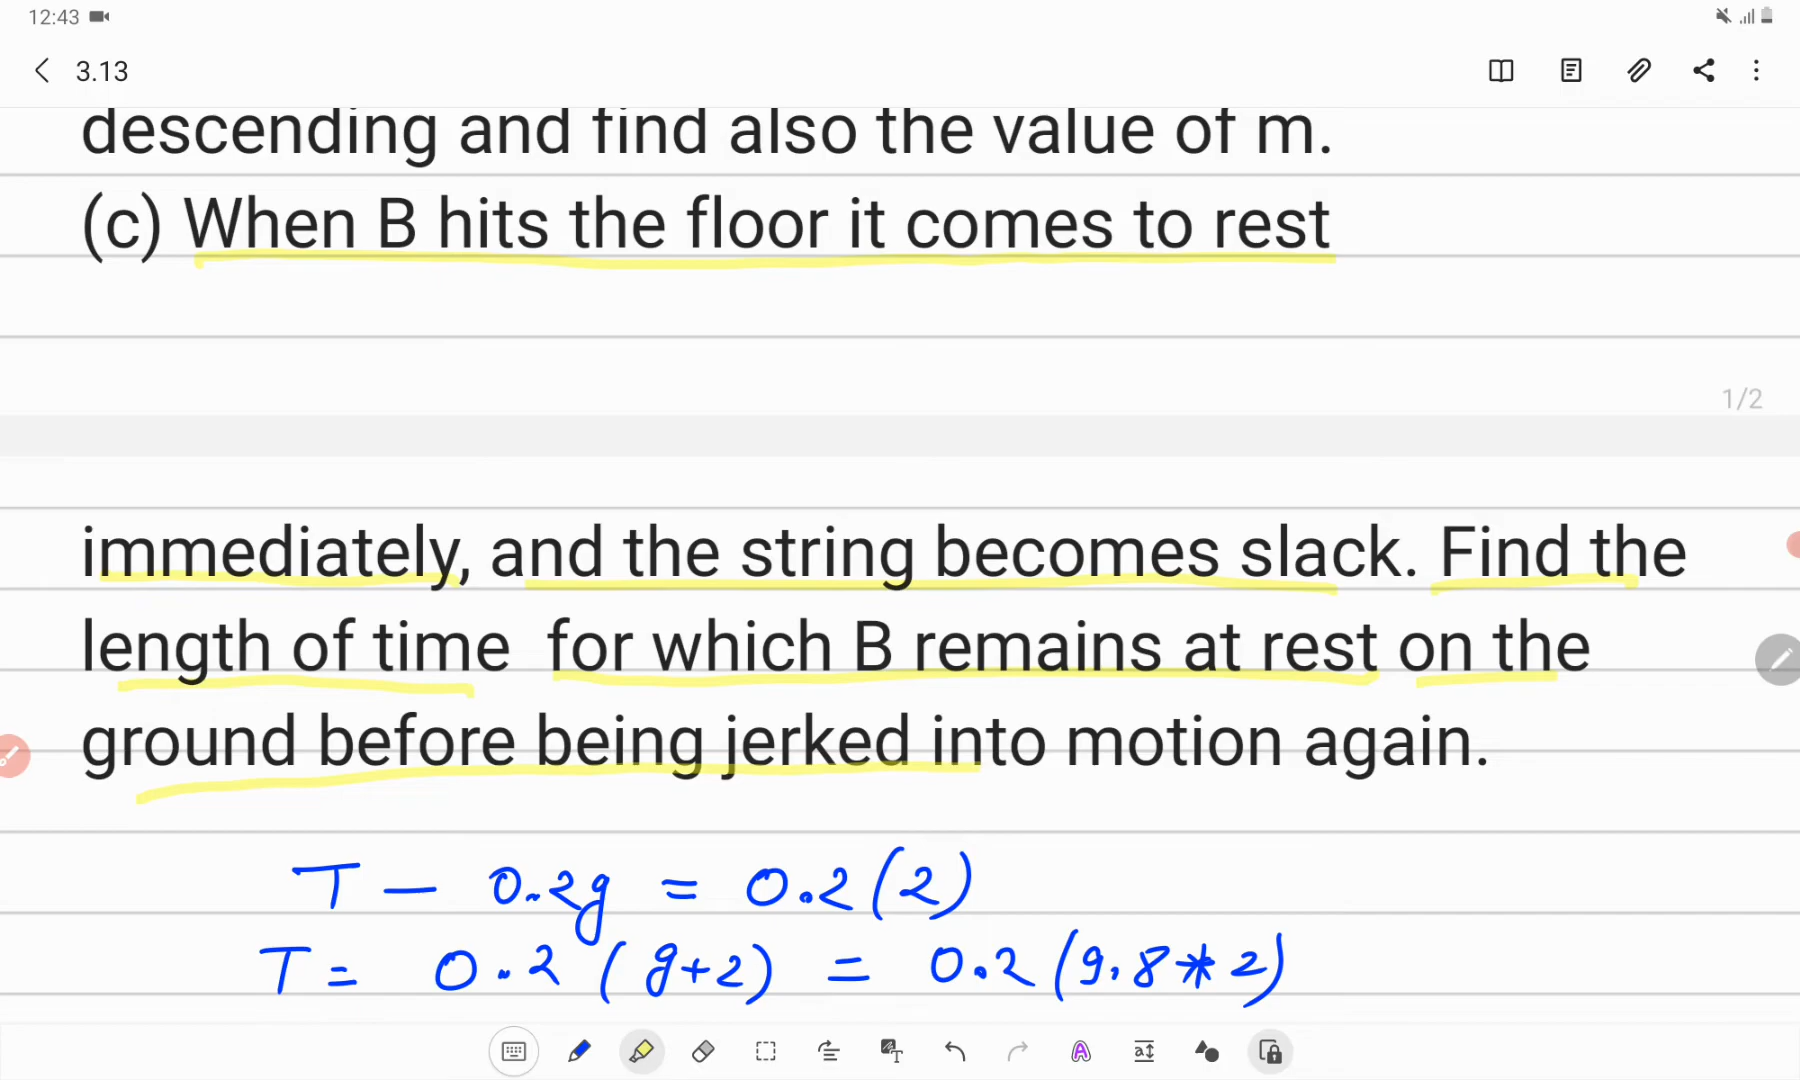 12:43
3.13
descending and find also the value of m.
(c) When B hits the floor it comes to rest
1/2
immediately, and the string becomes slack. Find the
length of time for which B remains at rest on the
ground before being jerked into motion again.
T - 0.2g = 0.2(2)
T = 0.2(g+2) = 0.2(9.8*2)